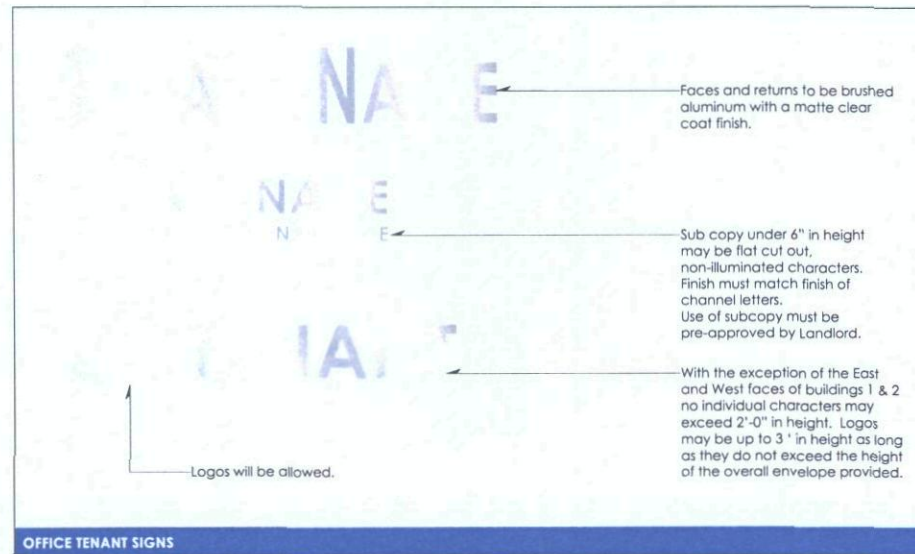 NA E
Faces and returns to be brushed
aluminum with a matte clear
coat finish.
NA E
Sub copy under 6" in height
may be flat cut out,
non-illuminated characters.
Finish must match finish of
channel letters.
Use of subcopy must be
pre-approved by Landlord.
With the exception of the East
and West faces of buildings 1 & 2
no individual characters may
exceed 2'-0" in height. Logos
may be up to 3 ' in height as long
as they do not exceed the height
of the overall envelope provided.
Logos will be allowed.
OFFICE TENANT SIGNS